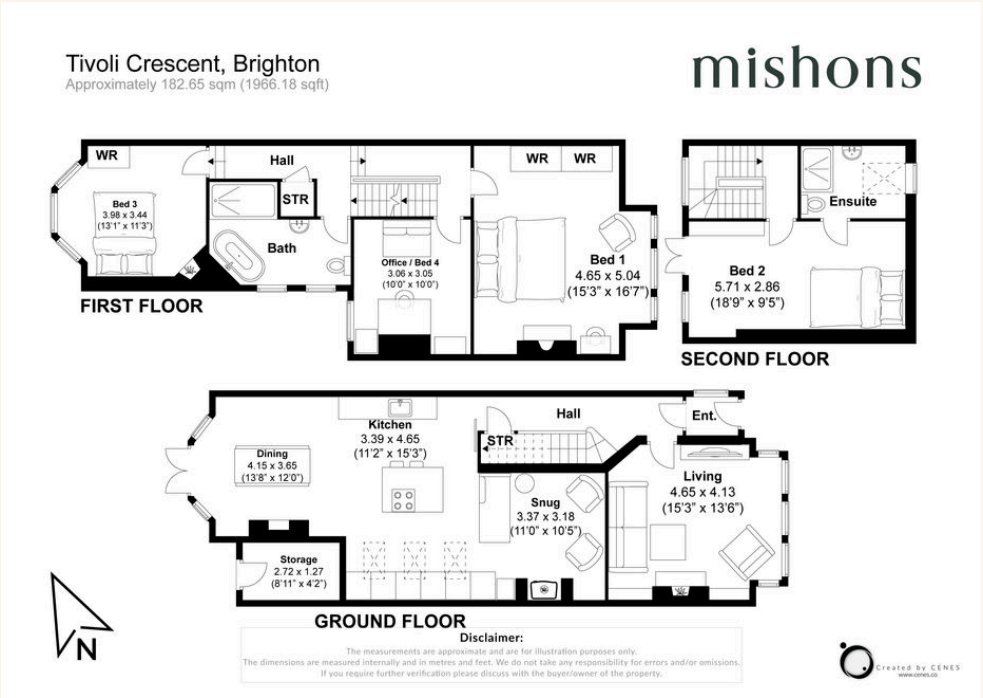 Tivoli Crescent, Brighton
Approximately 182.65 sqm (1966.18 sqft)
mishons
WR
Hall
Bed 3
3.98 x 3.44
(13'1" x 11'3")
STR
Bath
Office / Bed 4
3.06 x 3.05
(10'0" x 10'0")
WR
WR
Bed 1
4.65 x 5.04
(15'3" x 16'7")
FIRST FLOOR
Ensuite
Bed 2
5.71 x 2.86
(18'9" x 9'5")
SECOND FLOOR
Kitchen
3.39 x 4.65
(11'2" x 15'3")
Hall
Ent.
STR
Dining
4.15 x 3.65
(13'8" x 12'0")
Snug
3.37 x 3.18
(11'0" x 10'5")
Living
4.65 x 4.13
(15'3" x 13'6")
Storage
2.72 x 1.27
(8'11" x 4'2")
GROUND FLOOR
N
Disclaimer:
The measurements are approximate and are for illustration purposes only.
The dimensions are measured internally and in metres and feet. We do not take any responsibility for errors and/or omissions.
If you require further verification please discuss with the buyer/owner of the property.
Created by CENES
www.cenes.co